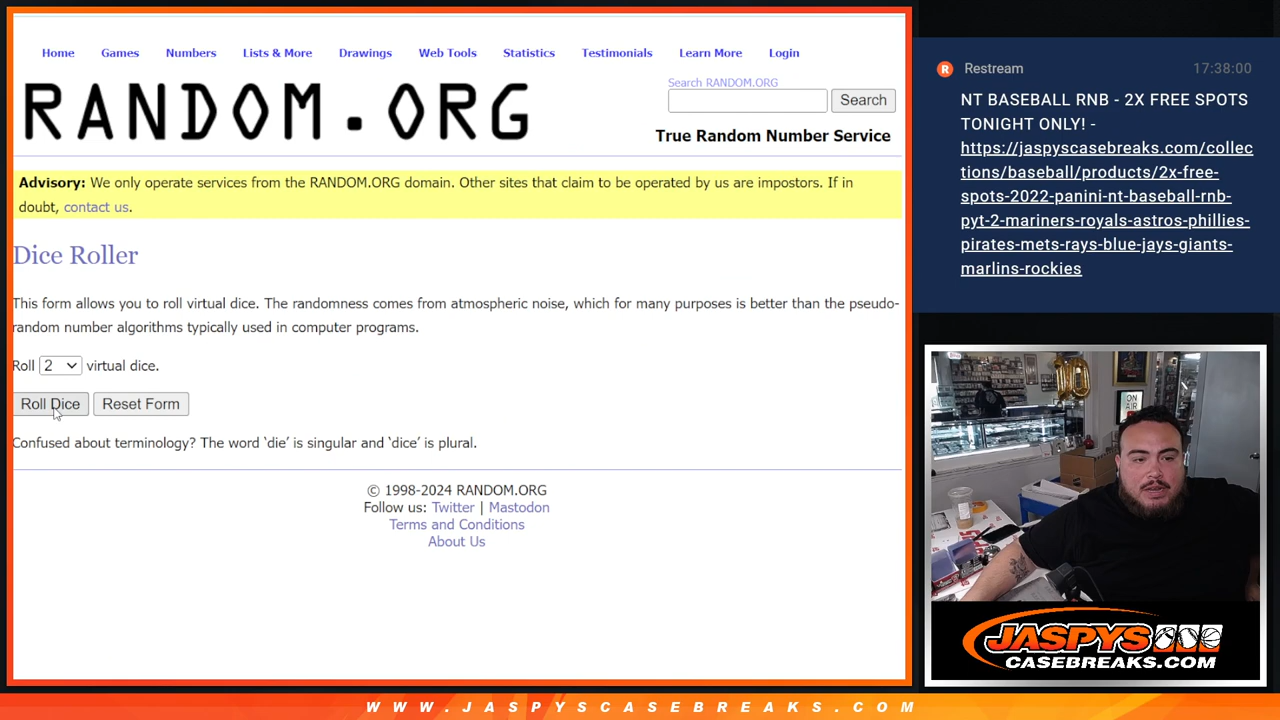 Home Games Numbers Lists & More Drawings Web Tools Statistics Testimonials Learn More Login
RANDOM.ORG
Search RANDOM.ORG
Search
True Random Number Service
Advisory: We only operate services from the RANDOM.ORG domain. Other sites that claim to be operated by us are impostors. If in
doubt, contact us.
Dice Roller
This form allows you to roll virtual dice. The randomness comes from atmospheric noise, which for many purposes is better than the pseudo-
random number algorithms typically used in computer programs.
Roll 2 virtual dice.
Roll Dice Reset Form
Confused about terminology? The word ‘die’ is singular and ‘dice’ is plural.
© 1998-2024 RANDOM.ORG
Follow us: Twitter | Mastodon
Terms and Conditions
About Us
R Restream 17:38:00
NT BASEBALL RNB - 2X FREE SPOTS
TONIGHT ONLY! -
https://jaspyscasebreaks.com/collec
tions/baseball/products/2x-free-
spots-2022-panini-nt-baseball-rnb-
pyt-2-mariners-royals-astros-phillies-
pirates-mets-rays-blue-jays-giants-
marlins-rockies
10
ON
AIR
JASPYS
CASEBREAKS.COM
WWW.JASPYSCASEBREAKS.COM